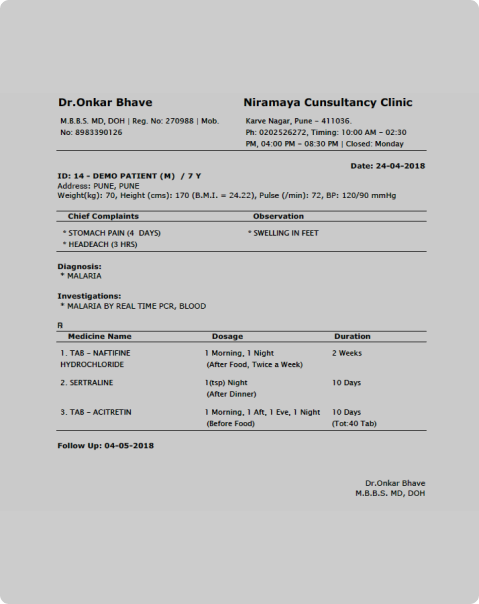 Dr.Onkar Bhave
Niramaya Cunsultancy Clinic
M.B.B.S. MD, DOH | Reg. No: 270988 | Mob.
No: 8983390126
Karve Nagar, Pune - 411036.
Ph: 0202526272, Timing: 10:00 AM - 02:30
PM, 04:00 PM - 08:30 PM | Closed: Monday
Date: 24-04-2018
ID: 14 - DEMO PATIENT (M) / 7 Y
Address: PUNE, PUNE
Weight(kg): 70, Height (cms): 170 (B.M.I. = 24.22), Pulse (/min): 72, BP: 120/90 mmHg
Chief Complaints Observation
* STOMACH PAIN (4 DAYS) * SWELLING IN FEET
* HEADEACH (3 HRS)
Diagnosis:
* MALARIA
Investigations:
* MALARIA BY REAL TIME PCR, BLOOD
R
Medicine Name Dosage Duration
1. TAB - NAFTIFINE 1 Morning, 1 Night 2 Weeks
HYDROCHLORIDE (After Food, Twice a Week)
2. SERTRALINE 1(tsp) Night 10 Days
(After Dinner)
3. TAB - ACITRETIN 1 Morning, 1 Aft, 1 Eve, 1 Night 10 Days
(Before Food) (Tot:40 Tab)
Follow Up: 04-05-2018
Dr.Onkar Bhave
M.B.B.S. MD, DOH